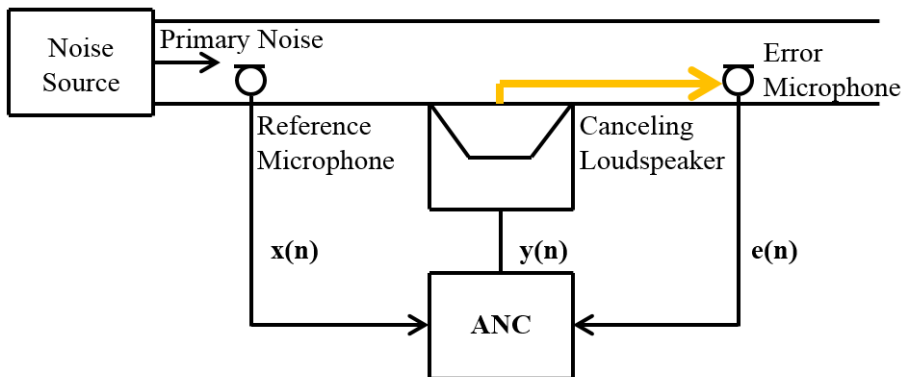 Noise
Source
Primary Noise
Error
Microphone
Reference
Microphone
Canceling
Loudspeaker
x(n)
y(n)
e(n)
ANC